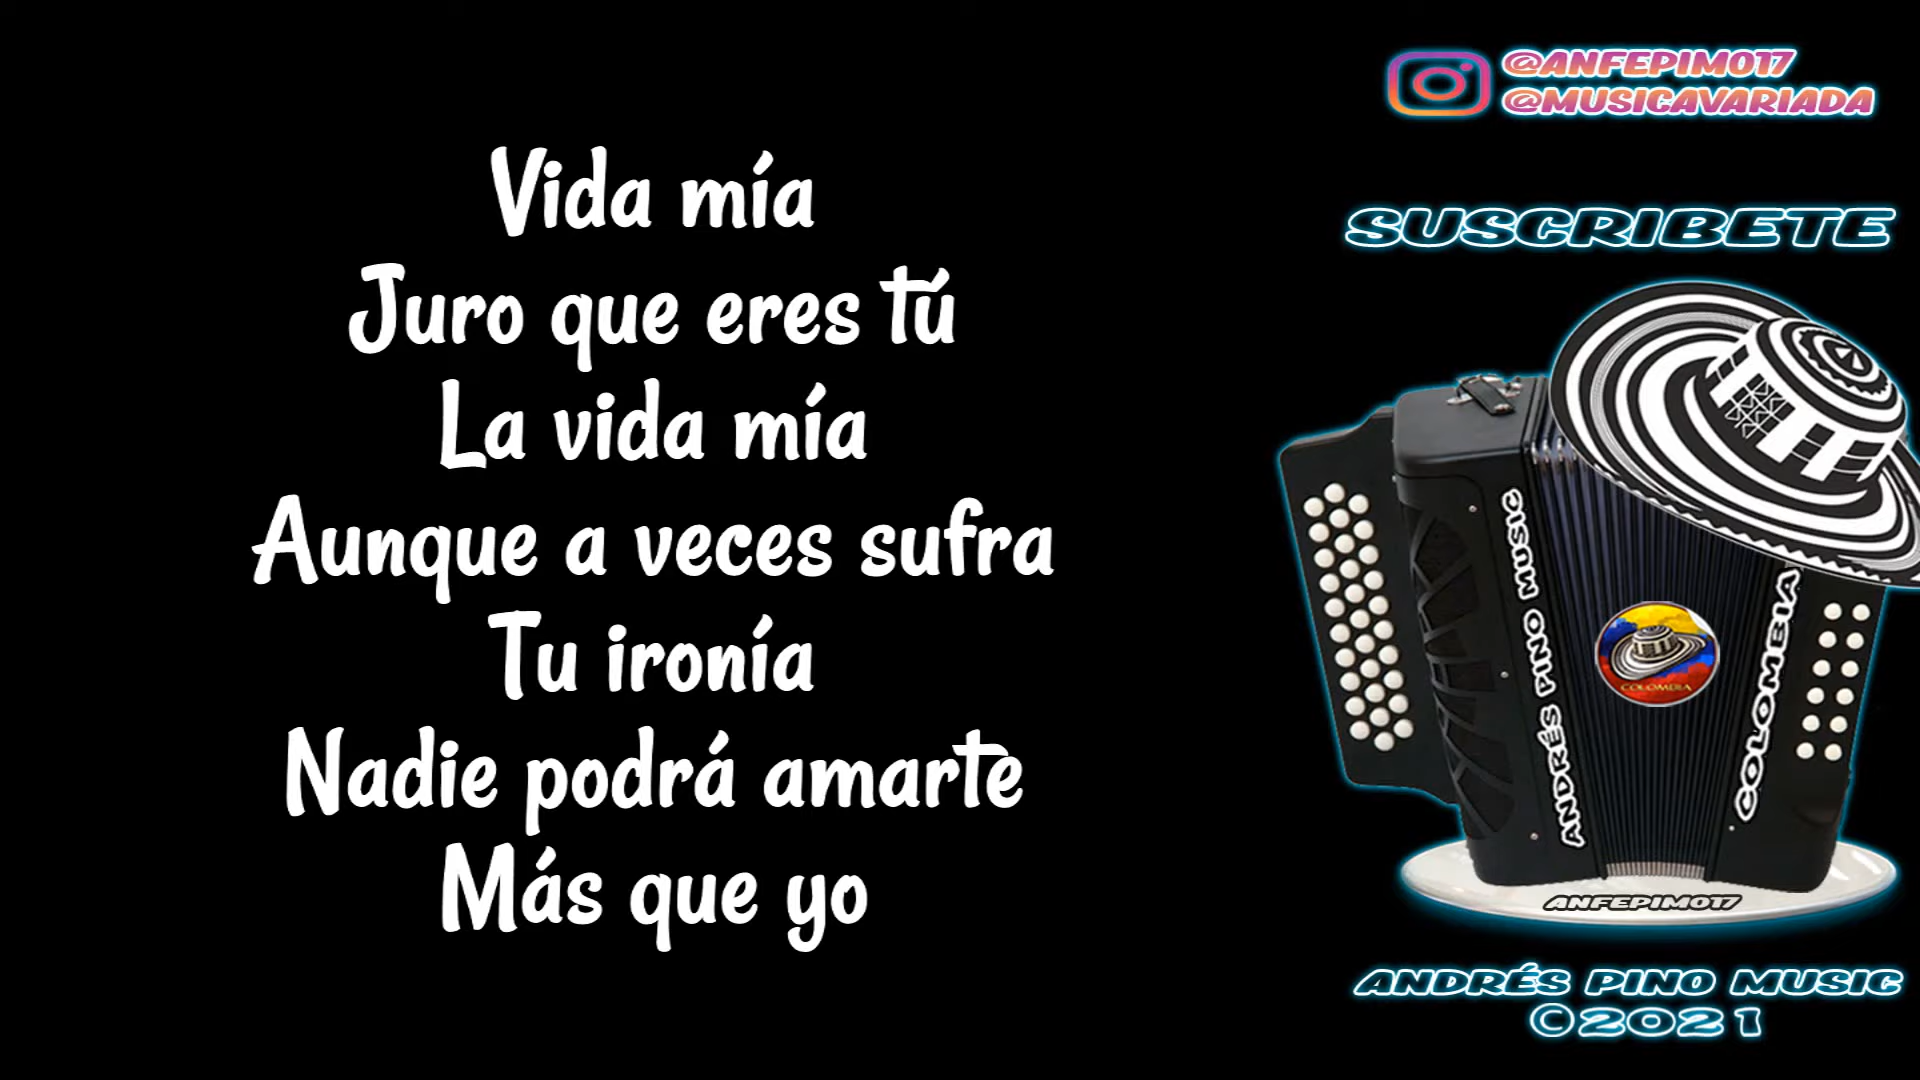 Vida mía
Juro que eres tú
La vida mía
Aunque a veces sufra
Tu ironía
Nadie podrá amarte
Más que yo
@ANFEPIMO17
@MUSICAVARIADA
SUSCRIBETE
ANDRÉS PINO MUSIC
COLOMBIA
COLOMBIA
ANFEPIMO17
ANDRÉS PINO MUSIC
©2021